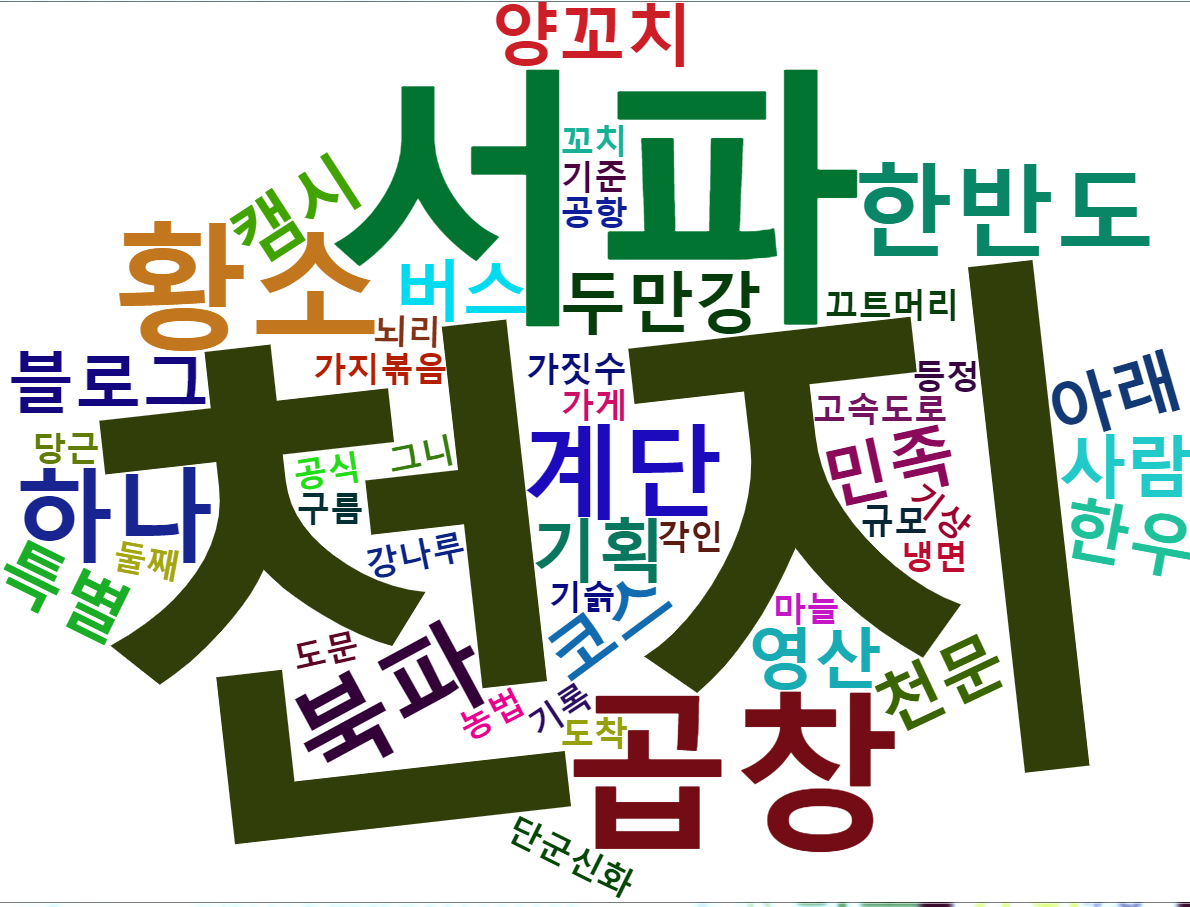 양꼬치
서파
꼬치
기준
공항
캠시
한반도
황소
버스
두만강
끄트머리
뇌리
천지
블로그
가지볶음
가짓수
등정
아래
가게
고속도로
당근
그니
계단
민족
사람
공식
하나
구름
기상
규모
한우
기획
각인
냉면
특별
둘째
강나루
기슭
코스
마늘
도문
북파
영산
천문
농법
기록
도착
곱창
단군신화